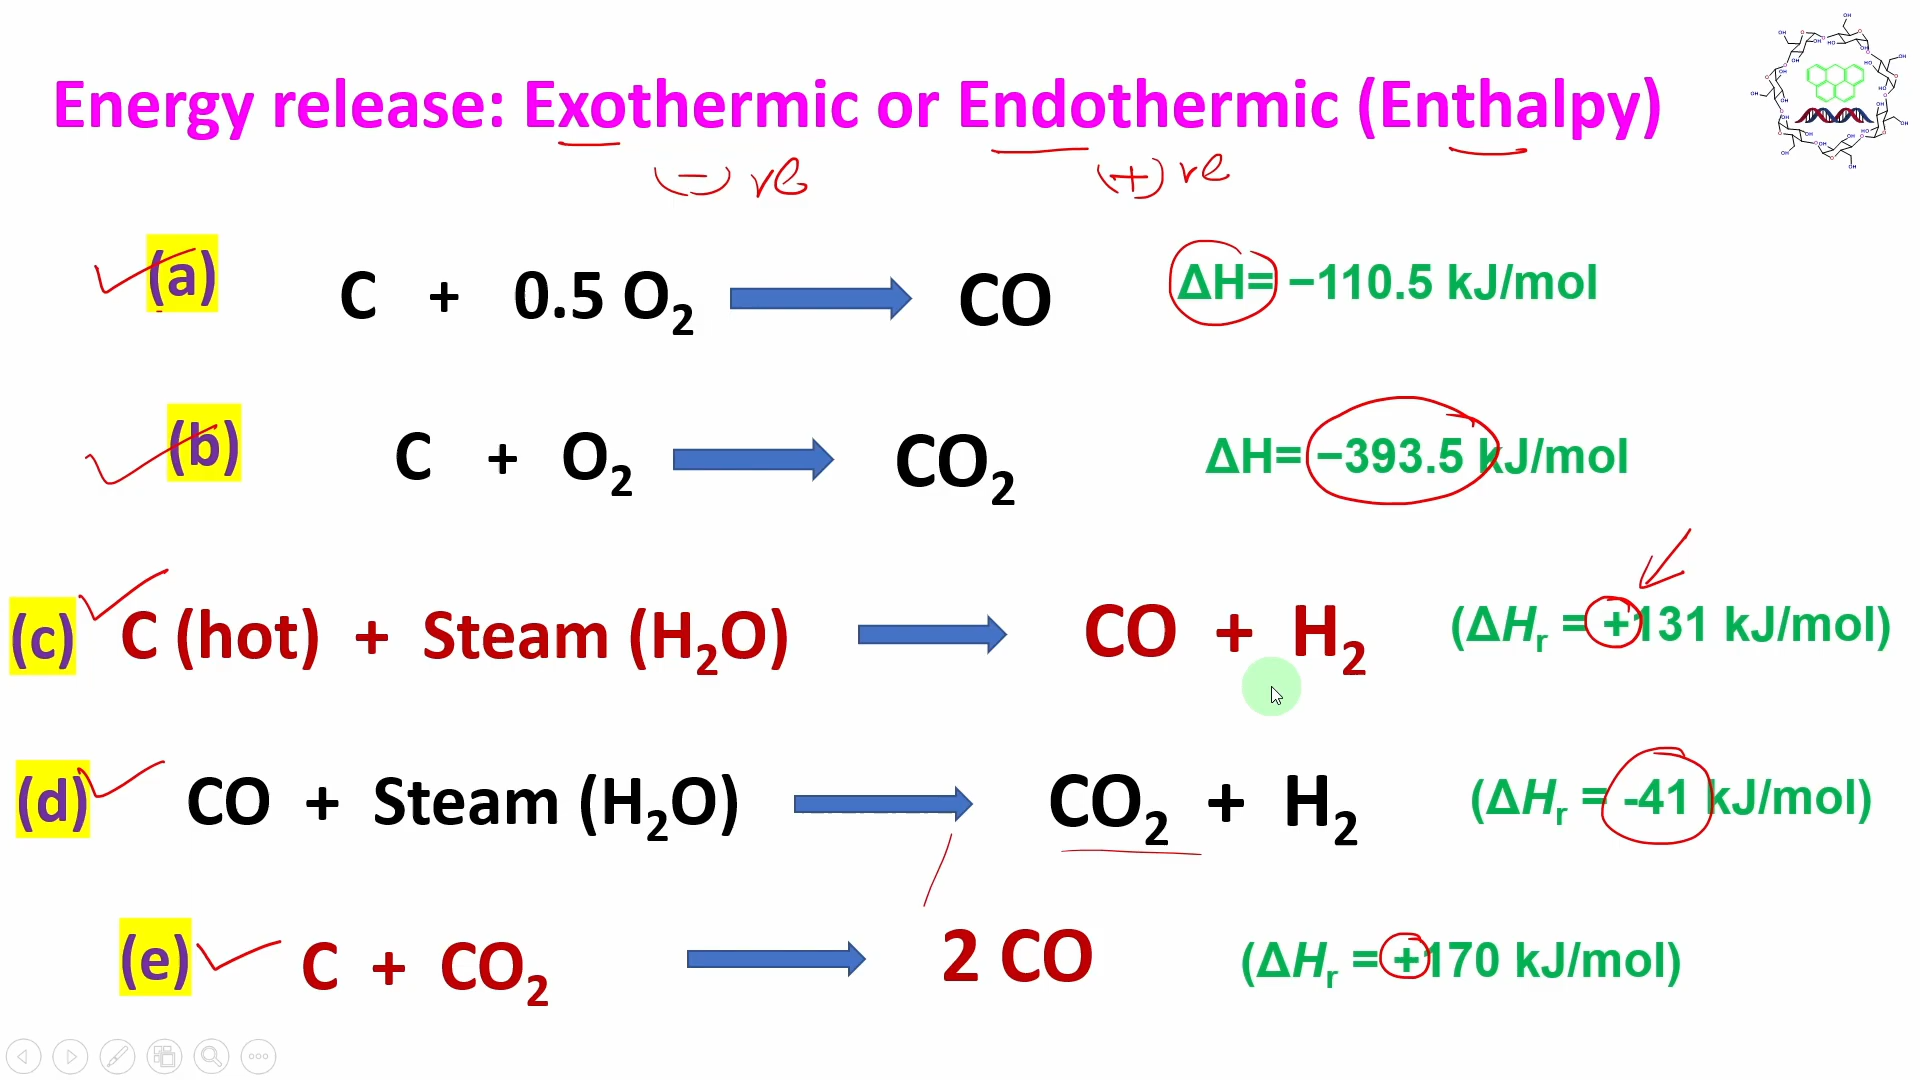 Energy release: Exothermic or Endothermic (Enthalpy)
(−) ve (+) ve
(a) C + 0.5 O₂ CO ΔH= −110.5 kJ/mol
(b) C + O₂ CO₂ ΔH= −393.5 kJ/mol
(c) C (hot) + Steam (H₂O) CO + H₂ (ΔHr = +131 kJ/mol)
(d) CO + Steam (H₂O) CO₂ + H₂ (ΔHr = -41 kJ/mol)
(e) C + CO₂ 2 CO (ΔHr = +170 kJ/mol)